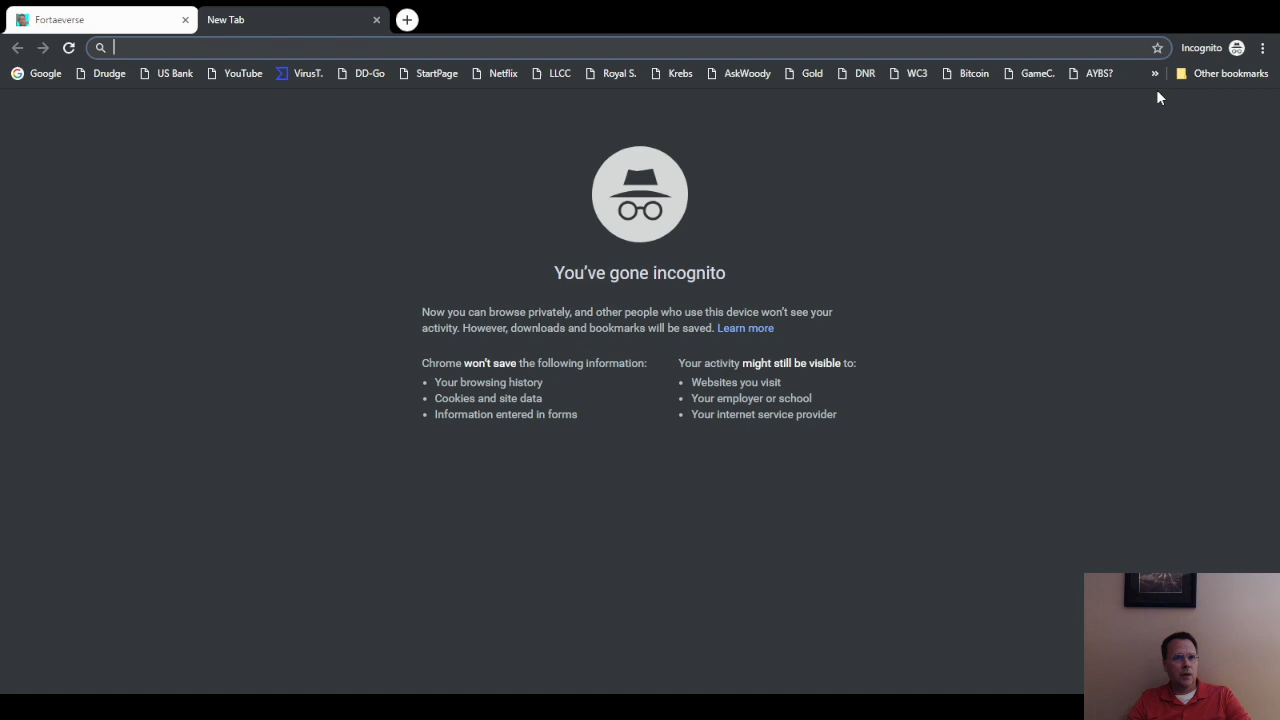 Fortaeverse
New Tab
Incognito
Google Drudge US Bank YouTube VirusT. DD-Go StartPage Netflix LLCC Royal S. Krebs AskWoody Gold DNR WC3 Bitcoin GameC. AYBS? » Other bookmarks
You've gone incognito
Now you can browse privately, and other people who use this device won't see your
activity. However, downloads and bookmarks will be saved. Learn more
Chrome won't save the following information:
Your browsing history
Cookies and site data
Information entered in forms
Your activity might still be visible to:
Websites you visit
Your employer or school
Your internet service provider